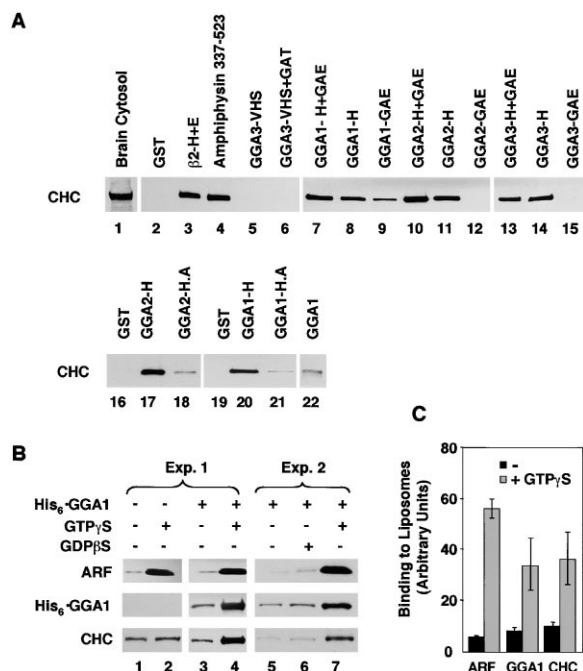 A
Brain Cytosol GST β2-H+E Amphiphysin 337-523 GGA3-VHS GGA3-VHS+GAT GGA1- H+GAE GGA1-H GGA1-GAE GGA2-H+GAE GGA2-H GGA2-GAE GGA3-H+GAE GGA3-H GGA3-GAE
CHC
1 2 3 4 5 6 7 8 9 10 11 12 13 14 15
GST GGA2-H GGA2-H.A GST GGA1-H GGA1-H.A GGA1
CHC
16 17 18 19 20 21 22
B
Exp. 1 Exp. 2
His6-GGA1 - - + + + + +
GTPγS - + - + - - +
GDPβS - + -
ARF
His6-GGA1
CHC
1 2 3 4 5 6 7
C
Binding to Liposomes
(Arbitrary Units)
80
60
40
20
0
-
+ GTPγS
ARF GGA1 CHC